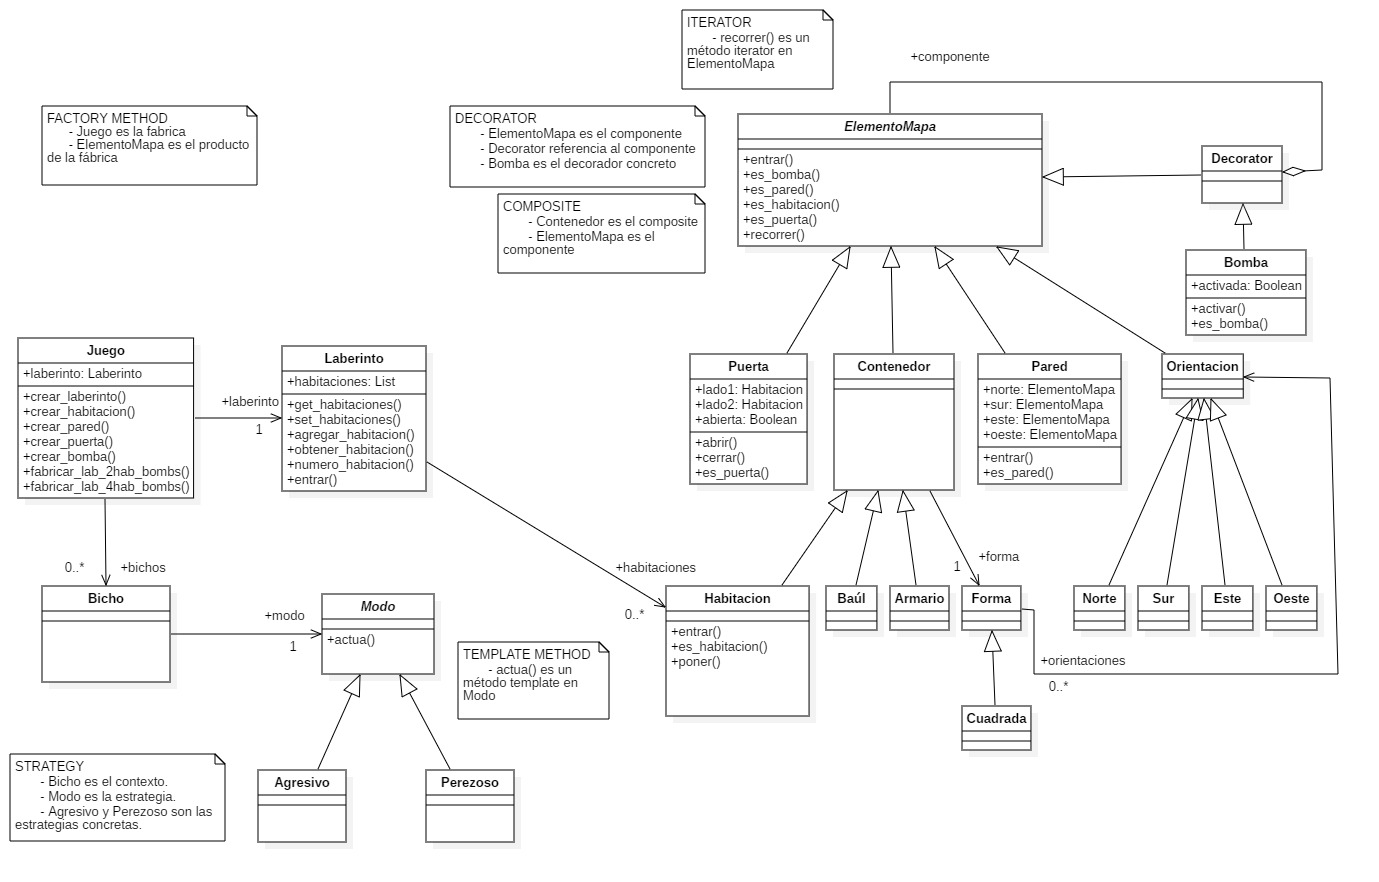 ITERATOR
- recorrer() es un
método iterator en
ElementoMapa
+componente
FACTORY METHOD
- Juego es la fabrica
- ElementoMapa es el producto
de la fábrica
DECORATOR
- ElementoMapa es el componente
- Decorator referencia al componente
- Bomba es el decorador concreto
COMPOSITE
- Contenedor es el composite
- ElementoMapa es el
componente
ElementoMapa
+entrar()
+es_bomba()
+es_pared()
+es_habitacion()
+es_puerta()
+recorrer()
Decorator
Bomba
+activada: Boolean
+activar()
+es_bomba()
Juego
+laberinto: Laberinto
+crear_laberinto()
+crear_habitacion()
+crear_pared()
+crear_puerta()
+crear_bomba()
+fabricar_lab_2hab_bombs()
+fabricar_lab_4hab_bombs()
+laberinto
1
Laberinto
+habitaciones: List
+get_habitaciones()
+set_habitaciones()
+agregar_habitacion()
+obtener_habitacion()
+numero_habitacion()
+entrar()
Puerta
+lado1: Habitacion
+lado2: Habitacion
+abierta: Boolean
+abrir()
+cerrar()
+es_puerta()
Contenedor
Pared
+norte: ElementoMapa
+sur: ElementoMapa
+este: ElementoMapa
+oeste: ElementoMapa
+entrar()
+es_pared()
Orientacion
0..*
+bichos
+habitaciones
0..*
+forma
1
Bicho
+modo
1
Modo
+actua()
TEMPLATE METHOD
- actua() es un
método template en
Modo
Habitacion
+entrar()
+es_habitacion()
+poner()
Baúl
Armario
Forma
Norte
Sur
Este
Oeste
+orientaciones
0..*
Cuadrada
STRATEGY
- Bicho es el contexto.
- Modo es la estrategia.
- Agresivo y Perezoso son las
estrategias concretas.
Agresivo
Perezoso